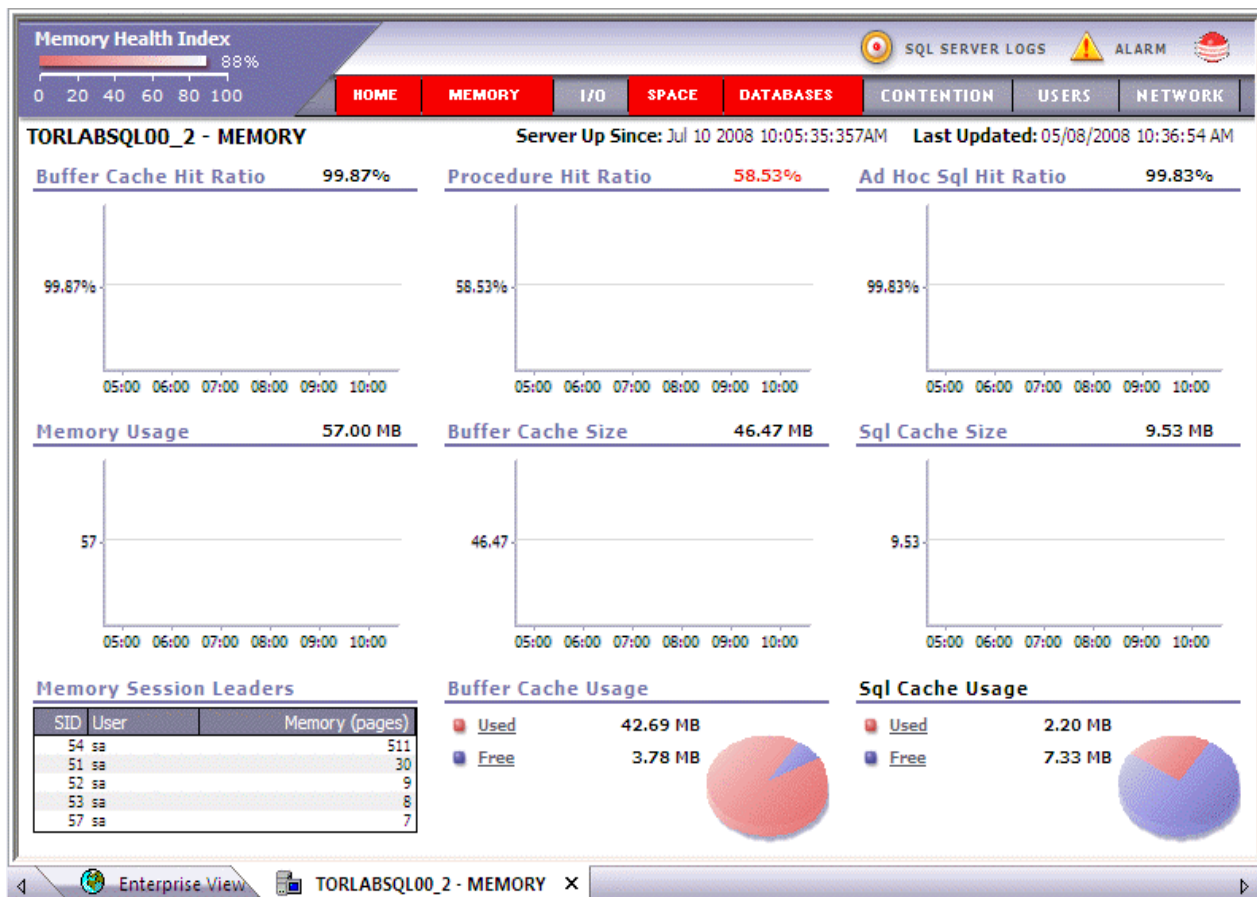 Memory Health Index
88%
0 20 40 60 80 100
SQL SERVER LOGS ALARM
HOME MEMORY I/O SPACE DATABASES CONTENTION USERS NETWORK
TORLABSQL00_2 - MEMORY Server Up Since: Jul 10 2008 10:05:35:357AM Last Updated: 05/08/2008 10:36:54 AM
Buffer Cache Hit Ratio 99.87% Procedure Hit Ratio 58.53% Ad Hoc Sql Hit Ratio 99.83%
99.87% 58.53% 99.83%
05:00 06:00 07:00 08:00 09:00 10:00 05:00 06:00 07:00 08:00 09:00 10:00 05:00 06:00 07:00 08:00 09:00 10:00
Memory Usage 57.00 MB Buffer Cache Size 46.47 MB Sql Cache Size 9.53 MB
57 46.47 9.53
05:00 06:00 07:00 08:00 09:00 10:00 05:00 06:00 07:00 08:00 09:00 10:00 05:00 06:00 07:00 08:00 09:00 10:00
Memory Session Leaders
SID User Memory (pages)
54 sa 511
51 sa 30
52 sa 9
53 sa 8
57 sa 7
Buffer Cache Usage
Used 42.69 MB
Free 3.78 MB
Sql Cache Usage
Used 2.20 MB
Free 7.33 MB
Enterprise View TORLABSQL00_2 - MEMORY X